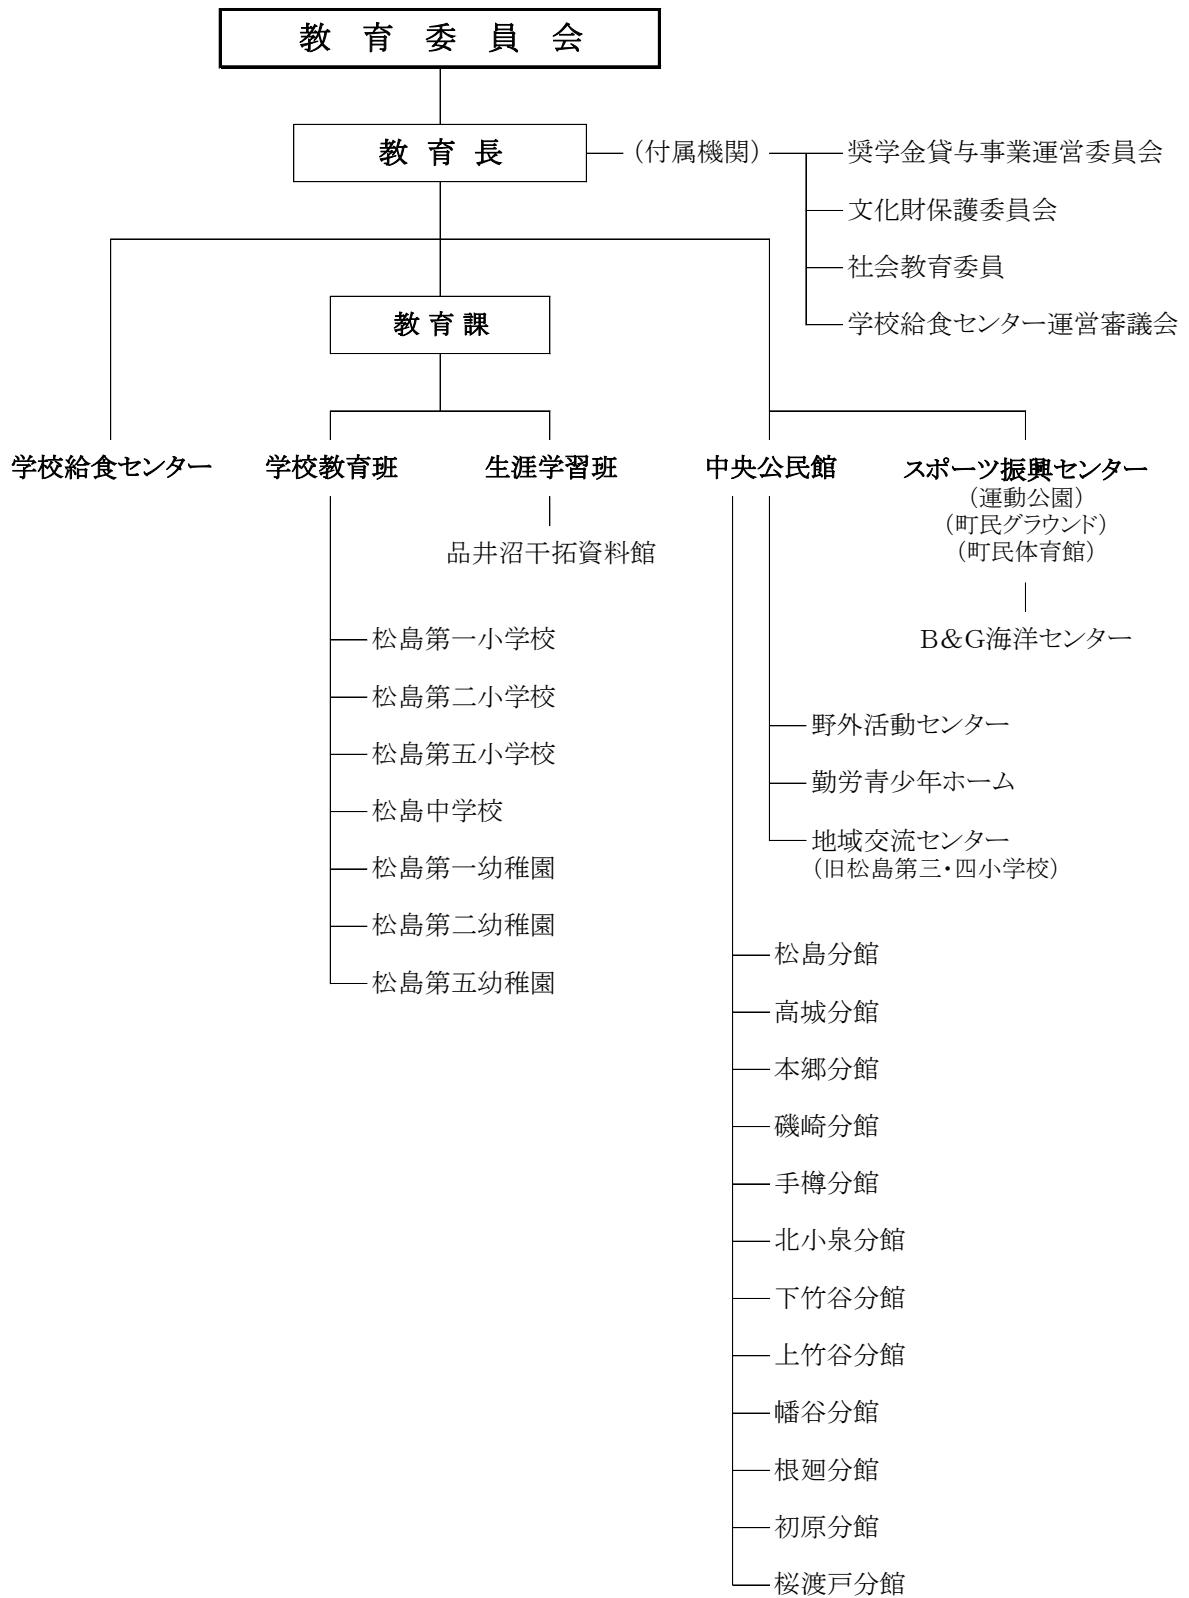 教育委員会
教育長
(付属機関)
奨学金貸与事業運営委員会
文化財保護委員会
社会教育委員
学校給食センター運営審議会
教育課
学校給食センター
学校教育班
生涯学習班
中央公民館
スポーツ振興センター
(運動公園)
(町民グラウンド)
(町民体育館)
品井沼干拓資料館
B&G海洋センター
松島第一小学校
松島第二小学校
松島第五小学校
松島中学校
松島第一幼稚園
松島第二幼稚園
松島第五幼稚園
野外活動センター
勤労青少年ホーム
地域交流センター
(旧松島第三・四小学校)
松島分館
高城分館
本郷分館
磯崎分館
手樽分館
北小泉分館
下竹谷分館
上竹谷分館
幡谷分館
根廻分館
初原分館
桜渡戸分館